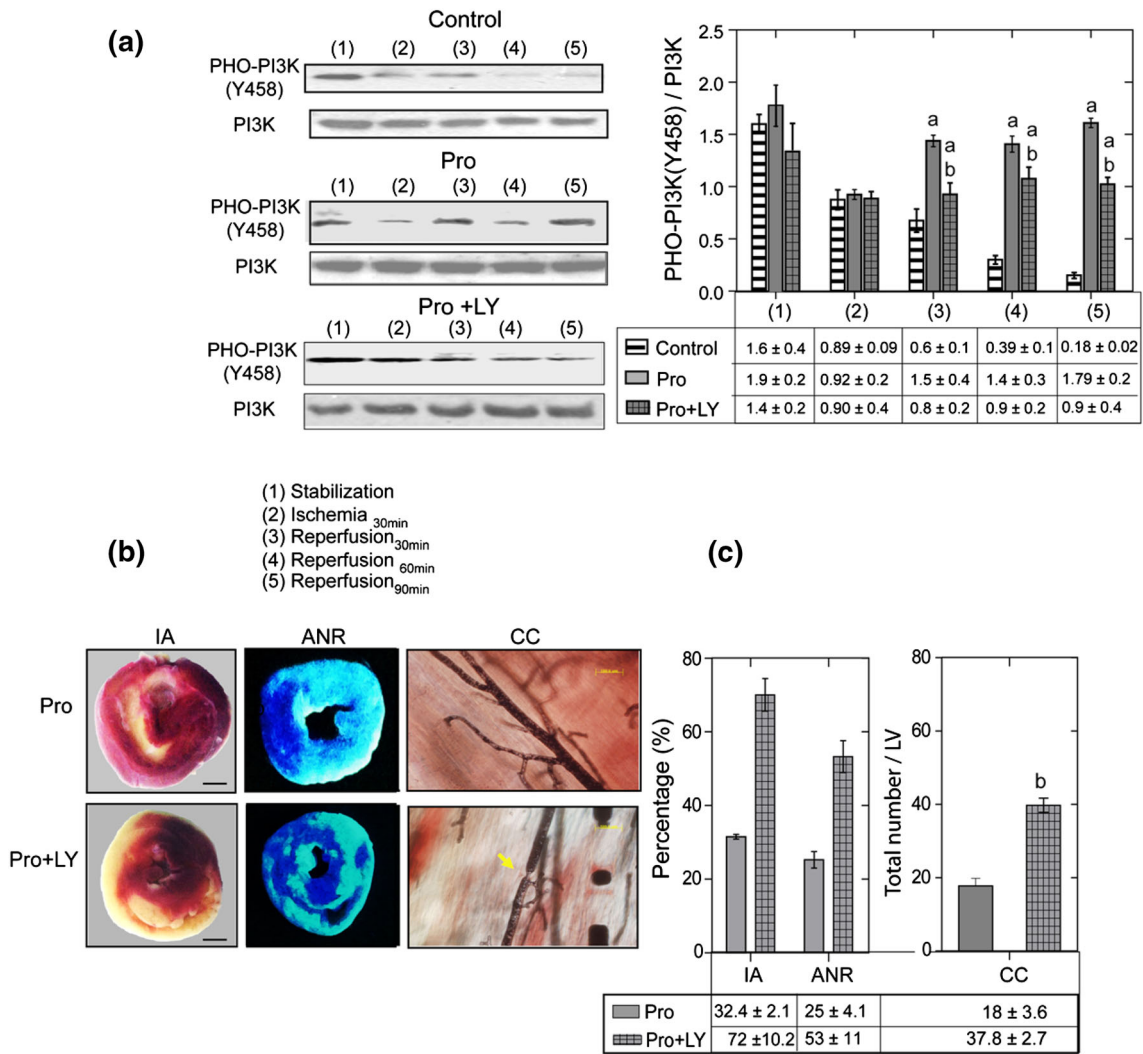 (a)
Control
(1) (2) (3) (4) (5)
PHO-PI3K
(Y458)
PI3K
Pro
(1) (2) (3) (4) (5)
PHO-PI3K
(Y458)
PI3K
Pro +LY
(1) (2) (3) (4) (5)
PHO-PI3K
(Y458)
PI3K
PHO-PI3K(Y458) / PI3K
2.5
2.0
1.5
1.0
0.5
0.0
a
a
b
a
a
b
a
a
b
(1) (2) (3) (4) (5)
Control 1.6 ± 0.4 0.89 ± 0.09 0.6 ± 0.1 0.39 ± 0.1 0.18 ± 0.02
Pro 1.9 ± 0.2 0.92 ± 0.2 1.5 ± 0.4 1.4 ± 0.3 1.79 ± 0.2
Pro+LY 1.4 ± 0.2 0.90 ± 0.4 0.8 ± 0.2 0.9 ± 0.2 0.9 ± 0.4
(1) Stabilization
(2) Ischemia 30min
(3) Reperfusion30min
(4) Reperfusion 60min
(5) Reperfusion90min
(b)
IA ANR CC
Pro
Pro+LY
(c)
Percentage (%)
80
60
40
20
0
IA ANR
Total number / LV
80
60
40
20
0
b
CC
Pro 32.4 ± 2.1 25 ± 4.1 18 ± 3.6
Pro+LY 72 ±10.2 53 ± 11 37.8 ± 2.7